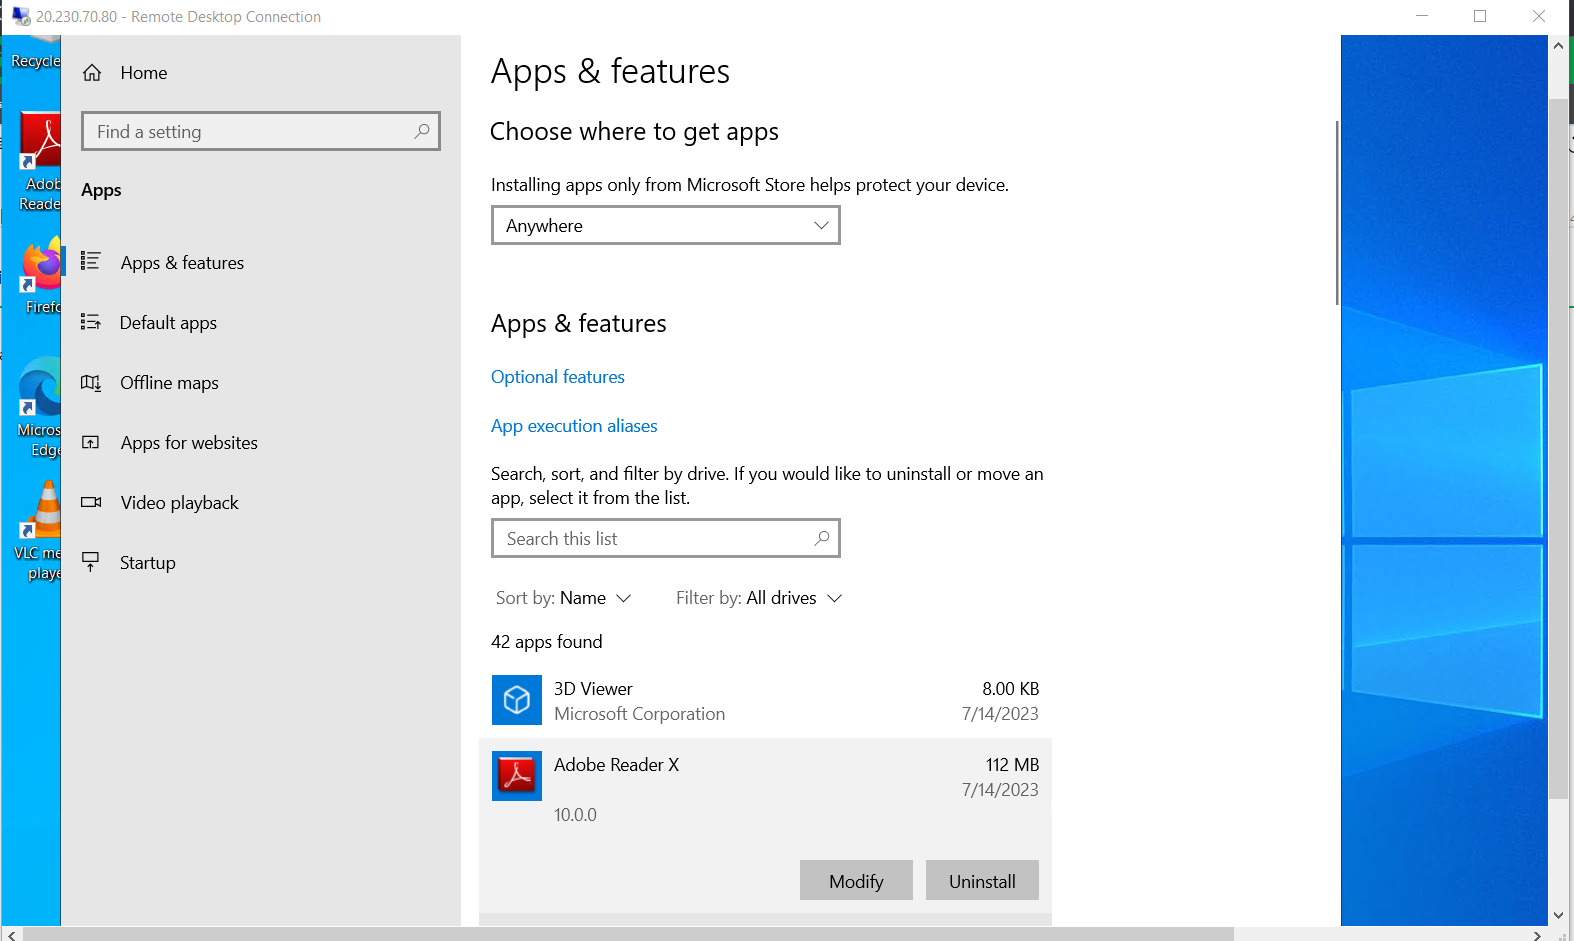 20.230.70.80 - Remote Desktop Connection
Recycle
Adob
Reade
Firefo
Micros
Edge
VLC me
playe
Home
Find a setting
Apps
Apps & features
Default apps
Offline maps
Apps for websites
Video playback
Startup
Apps & features
Choose where to get apps
Installing apps only from Microsoft Store helps protect your device.
Anywhere
Apps & features
Optional features
App execution aliases
Search, sort, and filter by drive. If you would like to uninstall or move an
app, select it from the list.
Search this list
Sort by: Name Filter by: All drives
42 apps found
3D Viewer 8.00 KB
Microsoft Corporation 7/14/2023
Adobe Reader X 112 MB
7/14/2023
10.0.0
Modify Uninstall